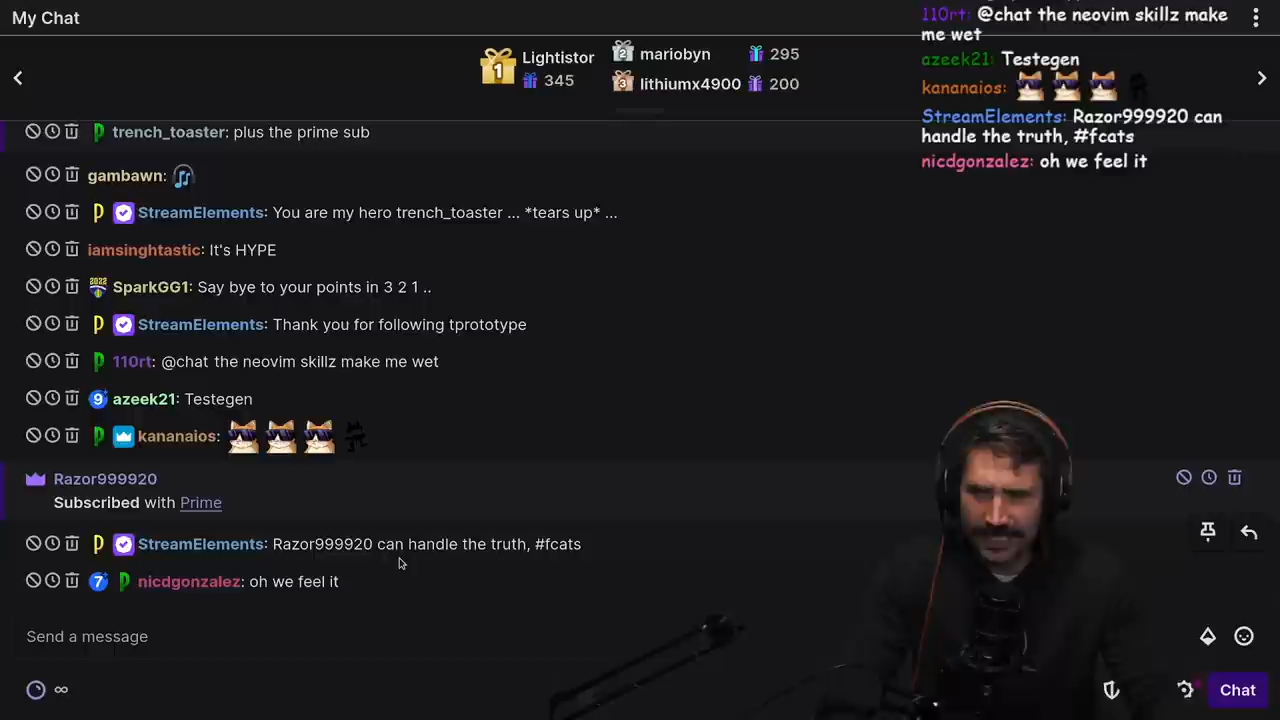 My Chat
1 Lightistor
345
2 mariobyn 295
3 lithiumx4900 200
trench_toaster: plus the prime sub
gambawn:
StreamElements: You are my hero trench_toaster ... *tears up* ...
iamsinghtastic: It's HYPE
2022 SparkGG1: Say bye to your points in 3 2 1 ..
StreamElements: Thank you for following tprototype
110rt: @chat the neovim skillz make me wet
9 azeek21: Testegen
kananaios:
Razor999920
Subscribed with Prime
StreamElements: Razor999920 can handle the truth, #fcats
7 nicdgonzalez: oh we feel it
Send a message
∞
Chat
110rt: @chat the neovim skillz make
me wet
azeek21: Testegen
kananaios:
StreamElements: Razor999920 can
handle the truth, #fcats
nicdgonzalez: oh we feel it